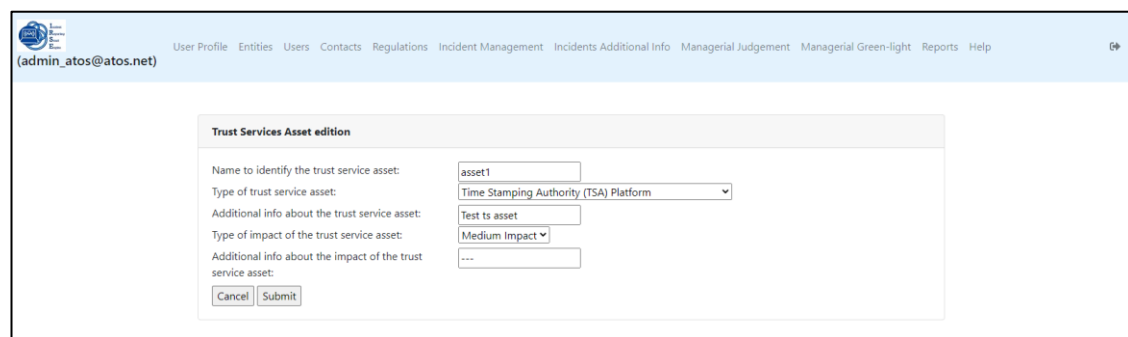 User Profile Entities Users Contacts Regulations Incident Management Incidents Additional Info Managerial Judgement Managerial Green-light Reports Help
(admin_atos@atos.net)
Trust Services Asset edition
Name to identify the trust service asset: asset1
Type of trust service asset: Time Stamping Authority (TSA) Platform
Additional info about the trust service asset: Test ts asset
Type of impact of the trust service asset: Medium Impact
Additional info about the impact of the trust ---
service asset:
Cancel Submit